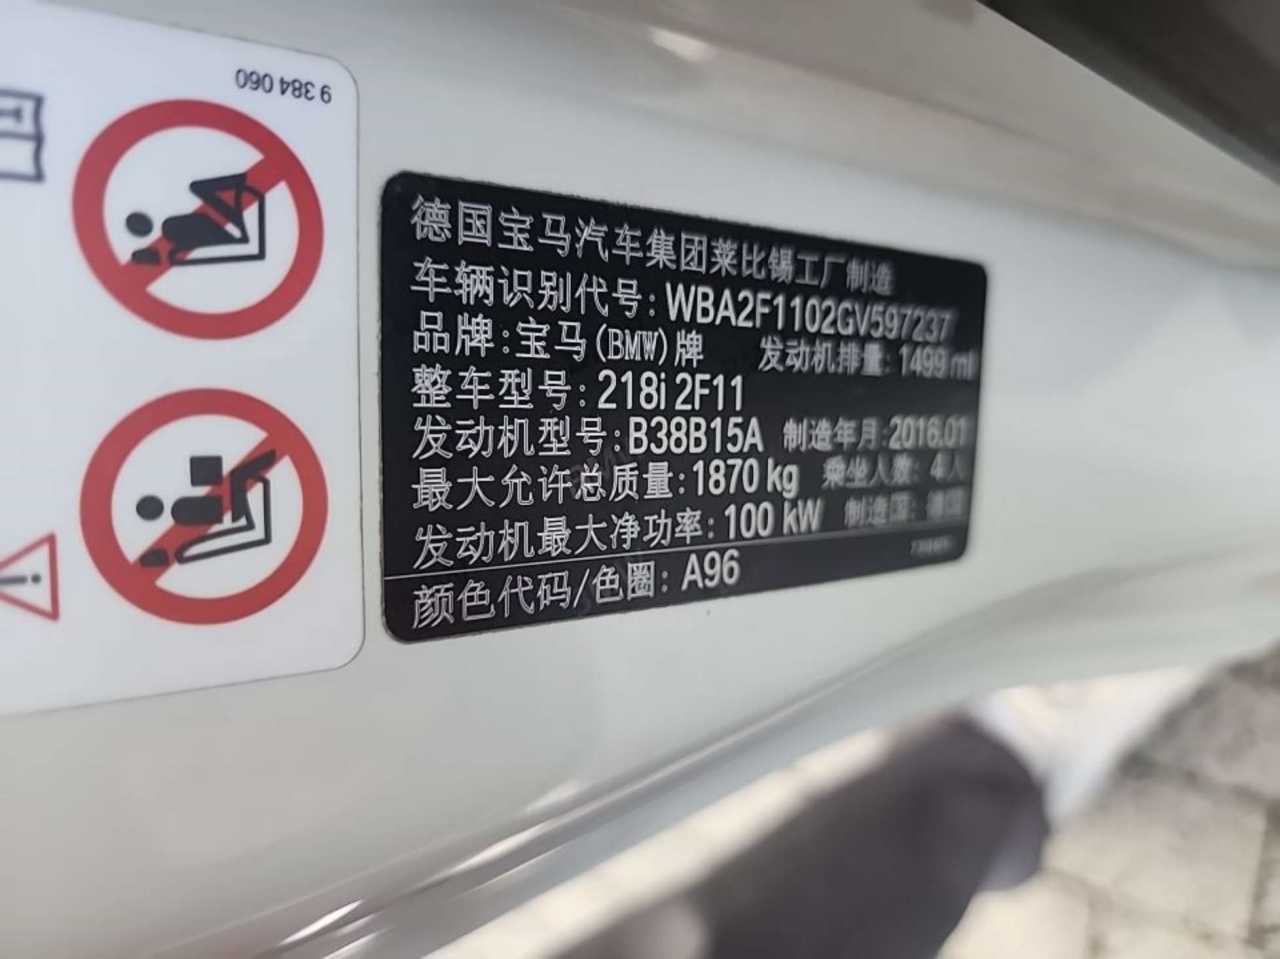 9 384 060
德国宝马汽车集团莱比锡工厂制造
车辆识别代号: WBA2F1102GV597237
品牌: 宝马(BMW)牌 发动机排量: 1499 ml
整车型号: 218i 2F11
发动机型号: B38B15A 制造年月: 2016.01
最大允许总质量: 1870 kg 乘坐人数: 4人
发动机最大净功率: 100 kW 制造国: 德国
颜色代码/色圈: A96